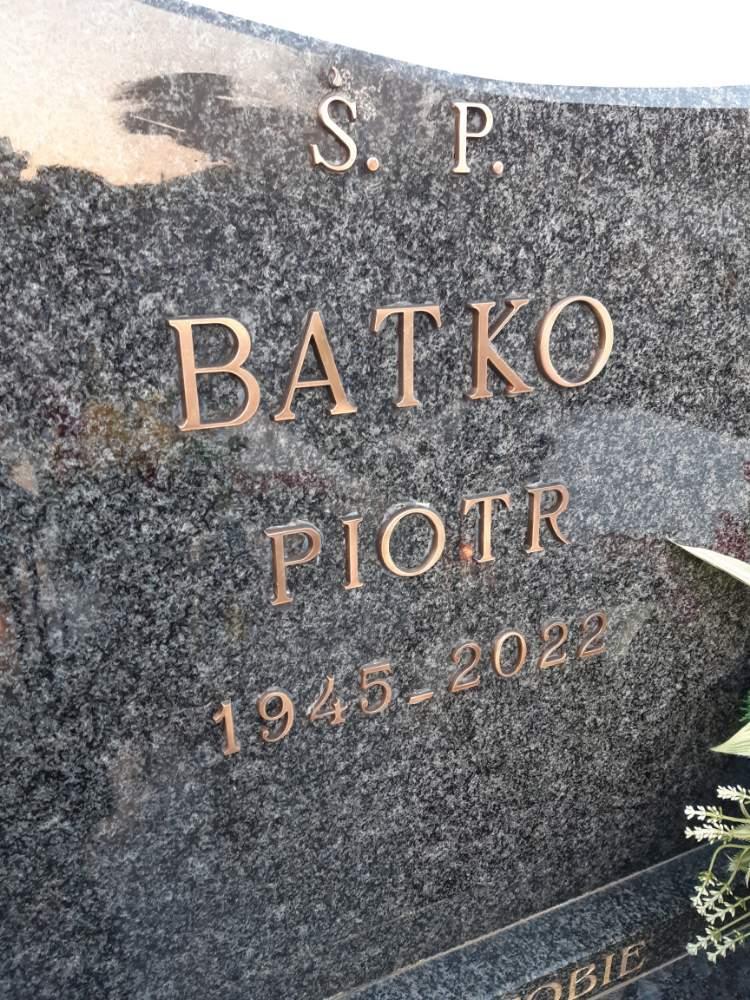 Ś. P.
BATKO
PIOTR
1945-2022